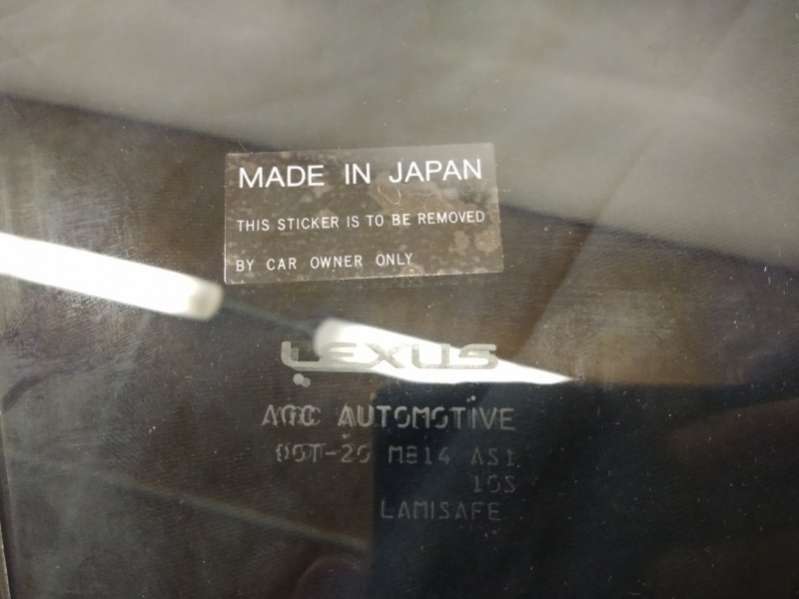 MADE IN JAPAN
THIS STICKER IS TO BE REMOVED
BY CAR OWNER ONLY
LEXUS
AGC AUTOMOTIVE
DOT-20 M814 AS1
10S
LAMISAFE